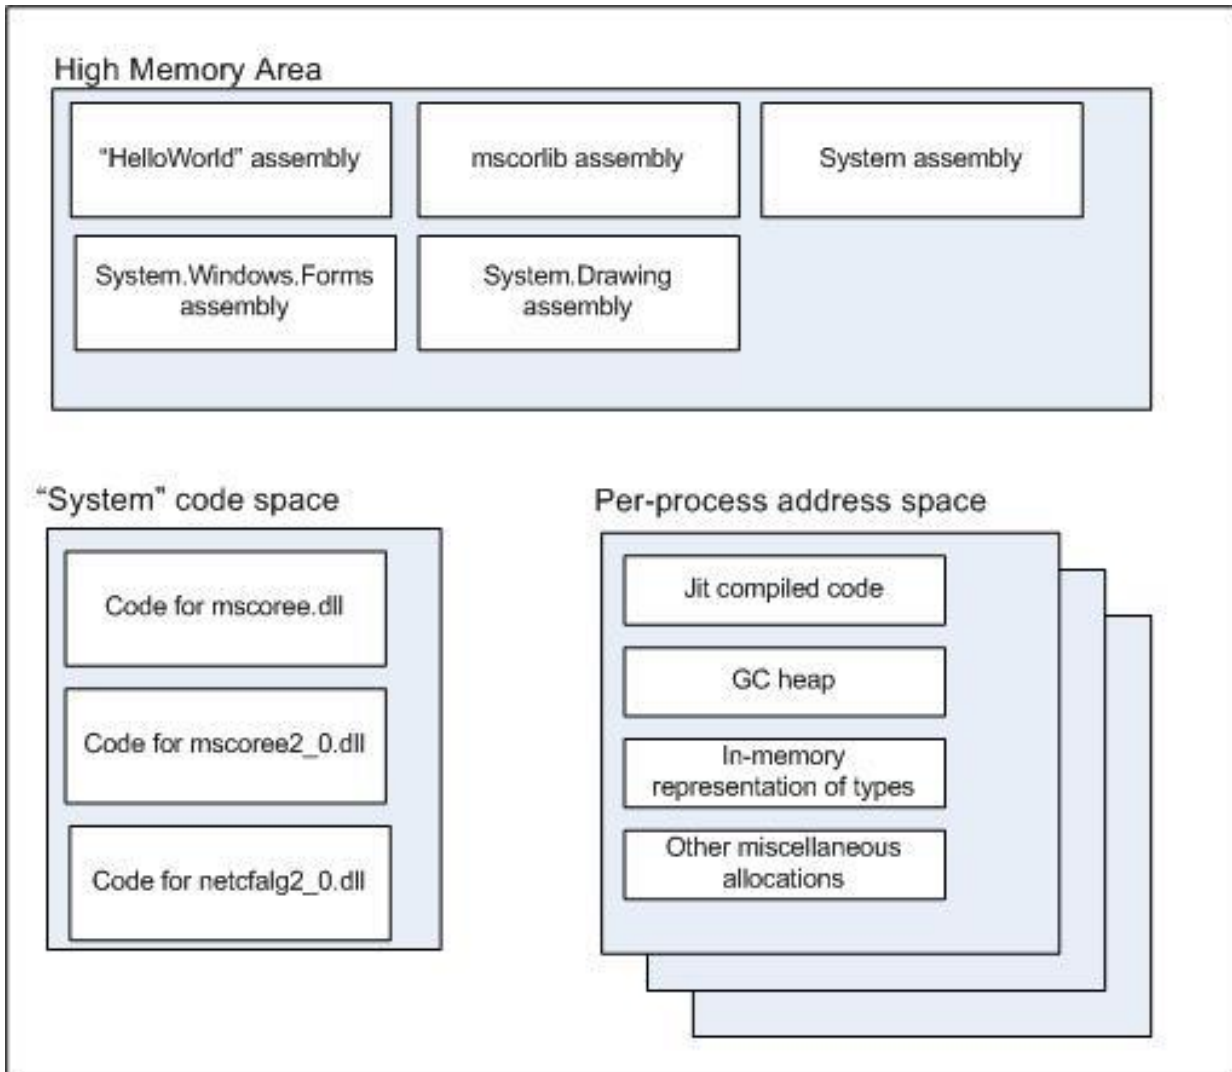 High Memory Area
“HelloWorld” assembly
mscorlib assembly
System assembly
System.Windows.Forms
assembly
System.Drawing
assembly
“System” code space
Code for mscoree.dll
Code for mscoree2_0.dll
Code for netcfalg2_0.dll
Per-process address space
Jit compiled code
GC heap
In-memory
representation of types
Other miscellaneous
allocations